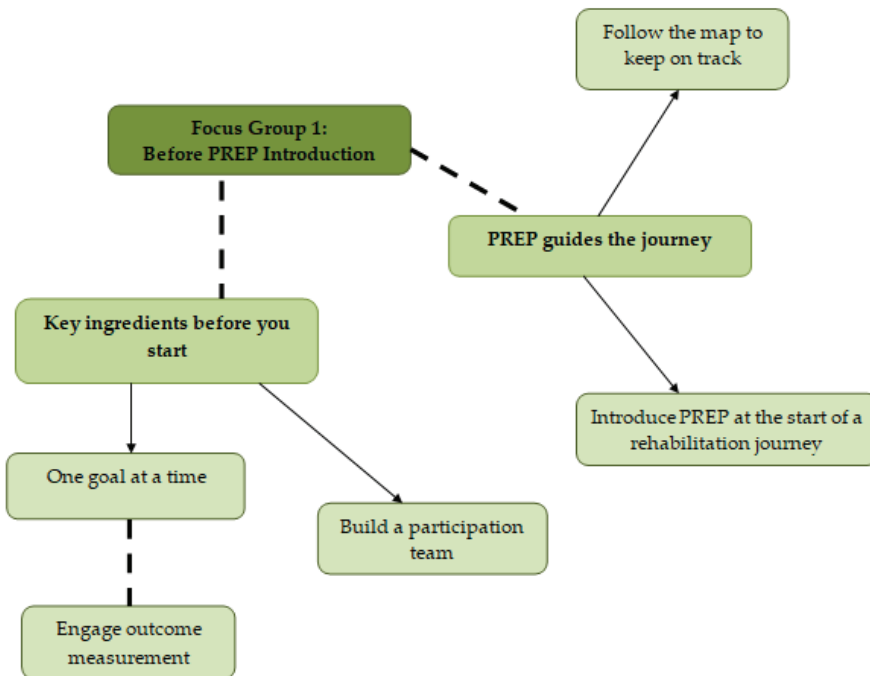 Follow the map to
keep on track
Focus Group 1:
Before PREP Introduction
PREP guides the journey
Key ingredients before you
start
Introduce PREP at the start of a
rehabilitation journey
One goal at a time
Build a participation
team
Engage outcome
measurement